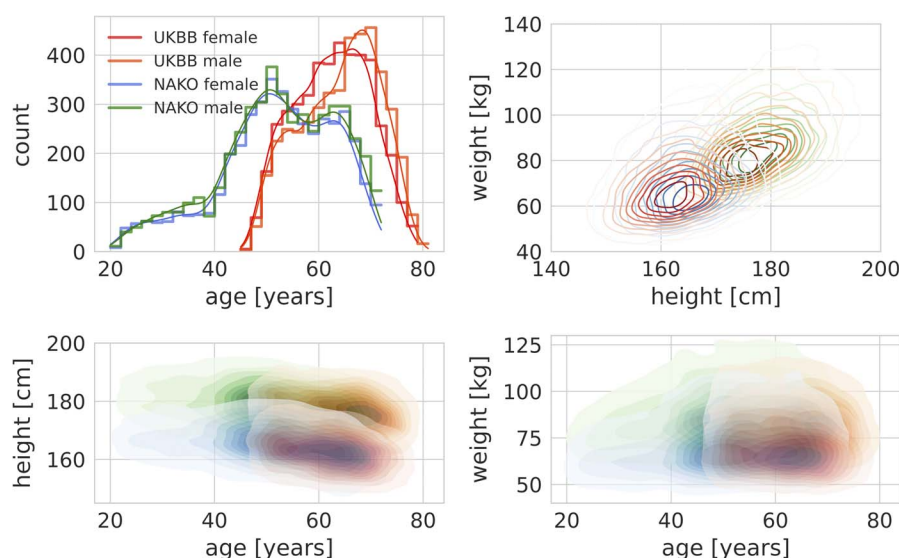 UKBB female
UKBB male
NAKO female
NAKO male
count
400
300
200
100
0
20
40
60
80
age [years]
weight [kg]
140
120
100
80
60
40
140
160
180
200
height [cm]
height [cm]
200
180
160
20
40
60
80
age [years]
weight [kg]
125
100
75
50
20
40
60
80
age [years]